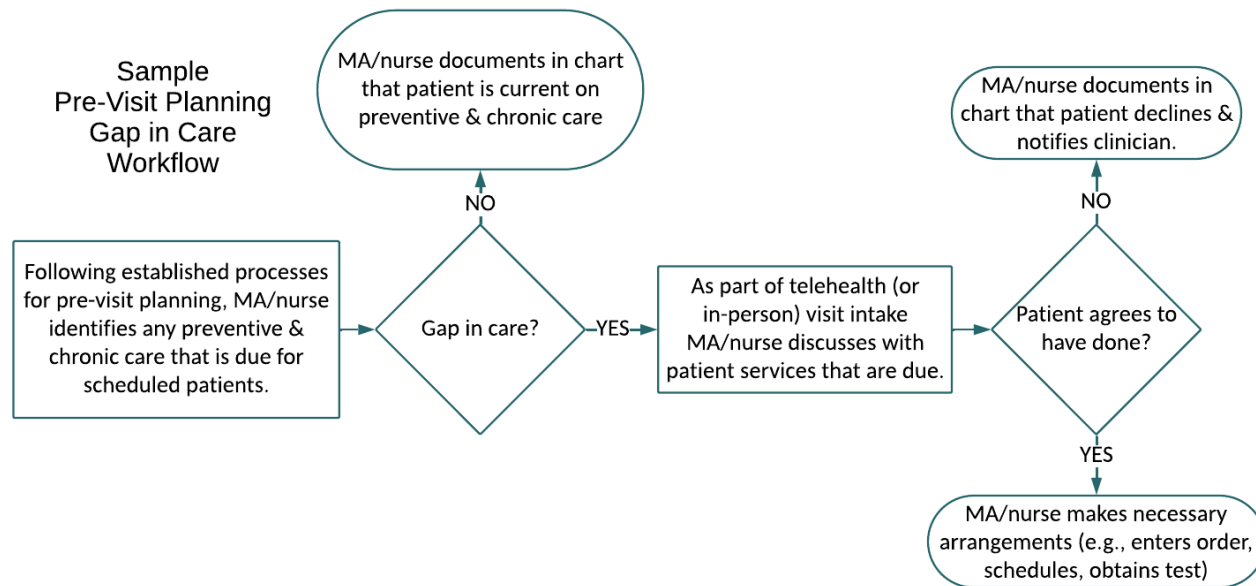 Sample
Pre-Visit Planning
Gap in Care
Workflow
MA/nurse documents in chart
that patient is current on
preventive & chronic care
MA/nurse documents in
chart that patient declines &
notifies clinician.
NO
NO
Following established processes
for pre-visit planning, MA/nurse
identifies any preventive &
chronic care that is due for
scheduled patients.
Gap in care?
YES
As part of telehealth (or
in-person) visit intake
MA/nurse discusses with
patient services that are due.
Patient agrees to
have done?
YES
MA/nurse makes necessary
arrangements (e.g., enters order,
schedules, obtains test)